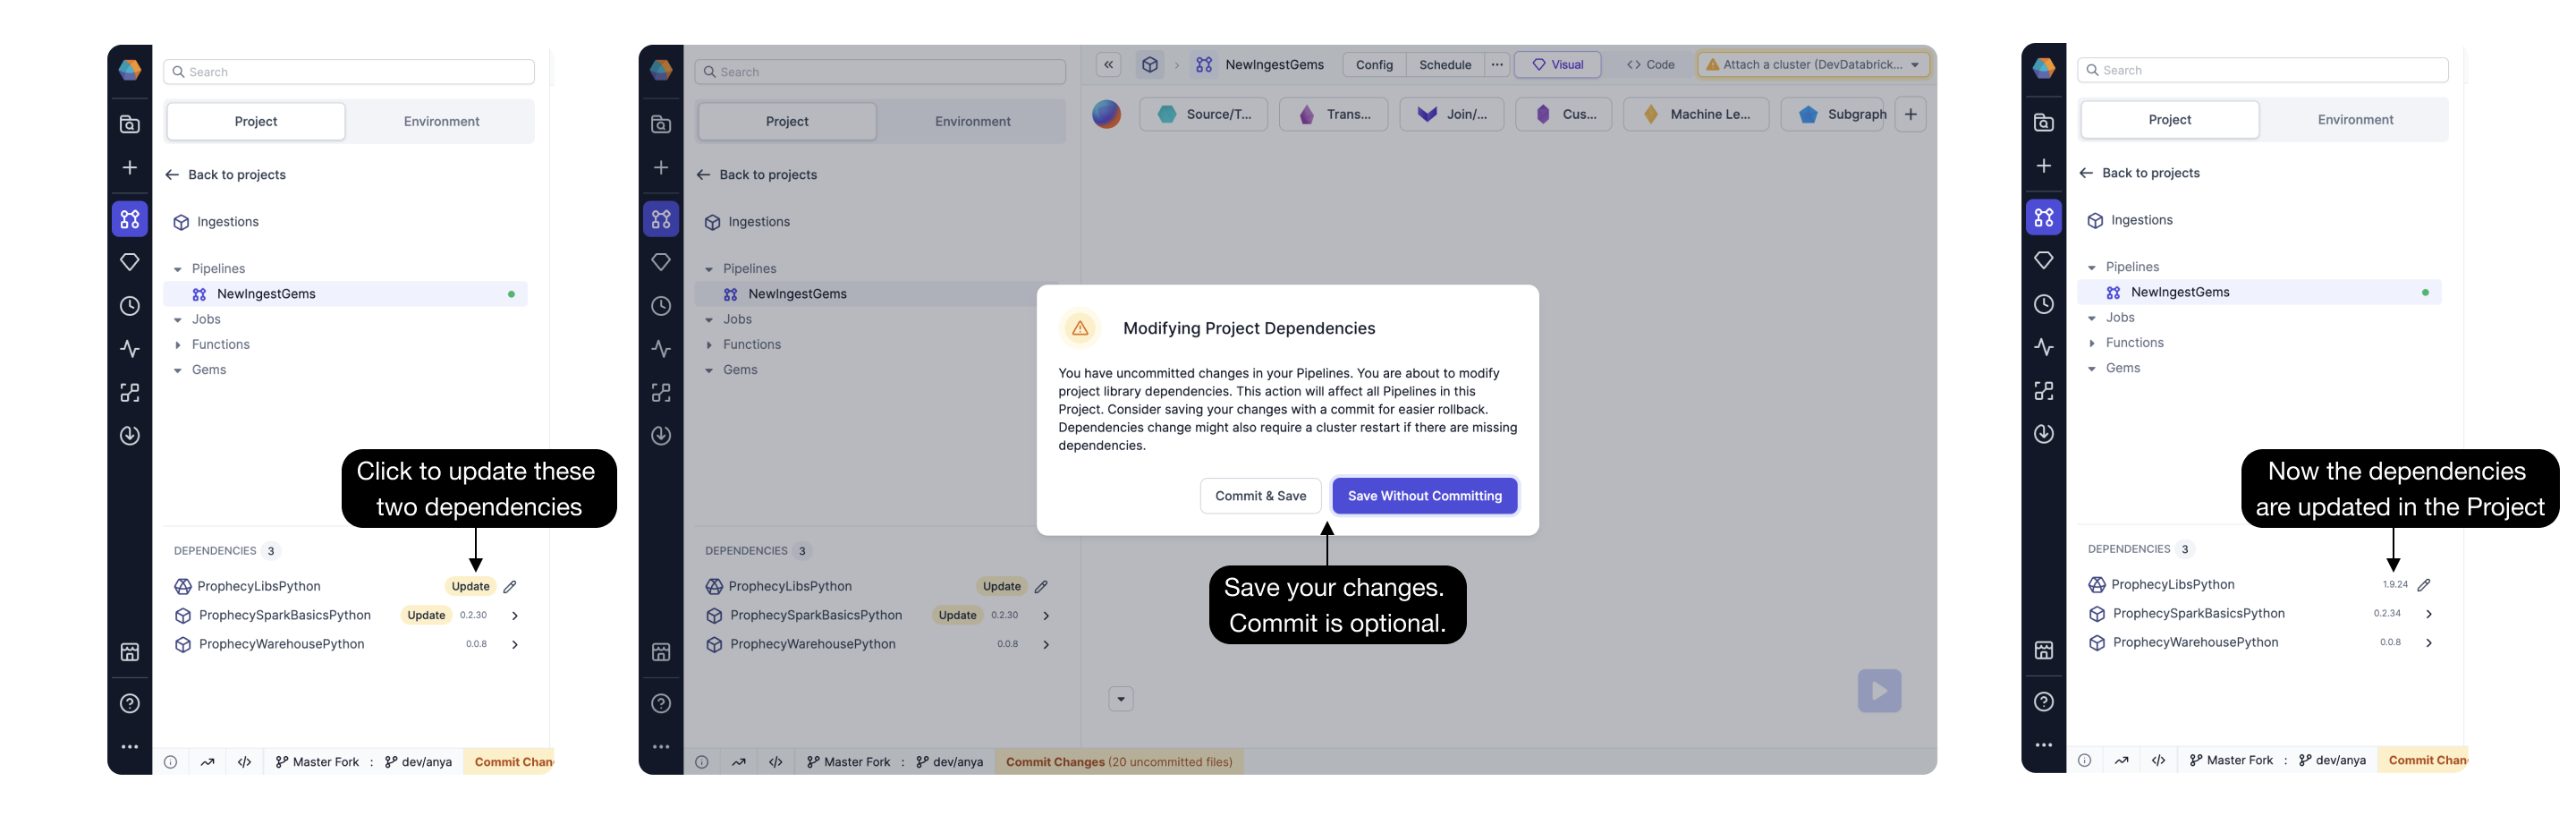 Search
Project
Environment
Back to projects
Ingestions
Pipelines
NewIngestGems
Jobs
Functions
Gems
Click to update these
two dependencies
DEPENDENCIES 3
ProphecyLibsPython Update
ProphecySparkBasicsPython Update 0.2.30
ProphecyWarehousePython 0.0.8
Master Fork : dev/anya Commit Chan
Search
Project
Environment
Back to projects
Ingestions
Pipelines
NewIngestGems
Jobs
Functions
Gems
DEPENDENCIES 3
ProphecyLibsPython Update
ProphecySparkBasicsPython Update 0.2.30
ProphecyWarehousePython 0.0.8
Master Fork : dev/anya Commit Changes (20 uncommitted files)
NewIngestGems Config Schedule ... Visual <> Code Attach a cluster (DevDatabrick...
Source/T... Trans... Join/... Cus... Machine Le... Subgraph
Modifying Project Dependencies
You have uncommitted changes in your Pipelines. You are about to modify
project library dependencies. This action will affect all Pipelines in this
Project. Consider saving your changes with a commit for easier rollback.
Dependencies change might also require a cluster restart if there are missing
dependencies.
Commit & Save Save Without Committing
Save your changes.
Commit is optional.
Search
Project
Environment
Back to projects
Ingestions
Pipelines
NewIngestGems
Jobs
Functions
Gems
Now the dependencies
are updated in the Project
DEPENDENCIES 3
ProphecyLibsPython 1.9.24
ProphecySparkBasicsPython 0.2.34
ProphecyWarehousePython 0.0.8
Master Fork : dev/anya Commit Chan